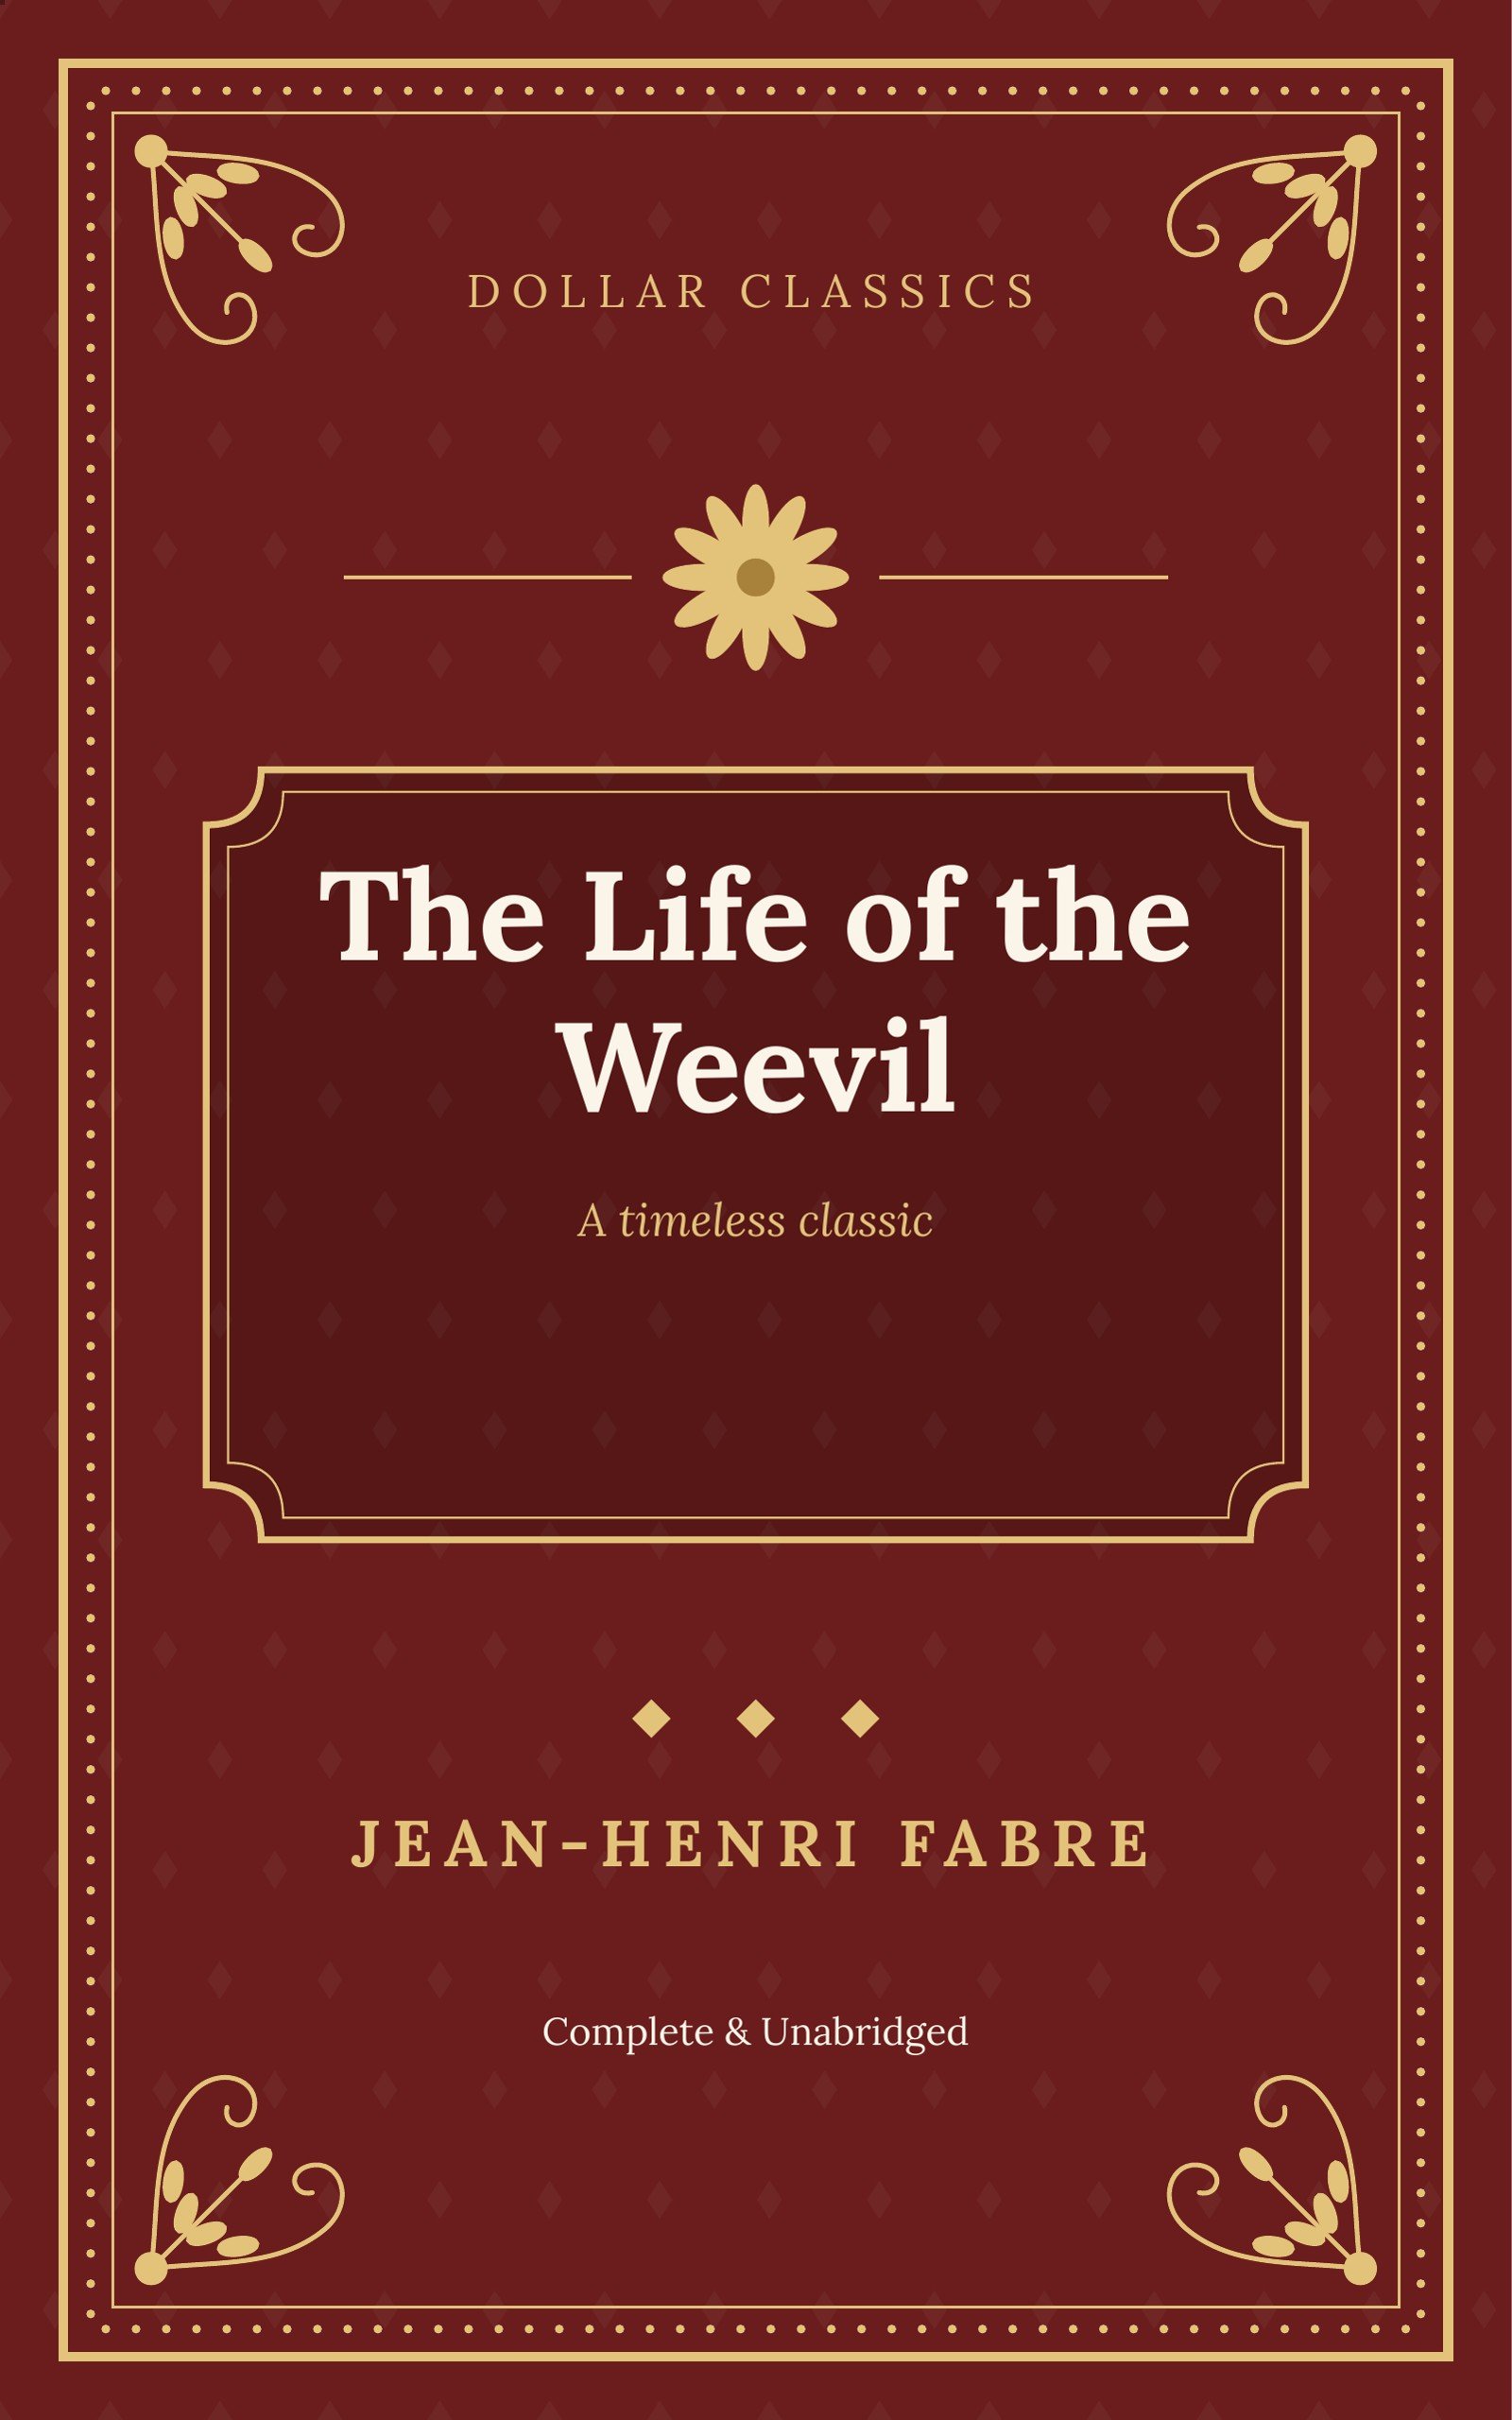 DOLLAR CLASSICS
The Life of the
Weevil
A timeless classic
JEAN-HENRI FABRE
Complete & Unabridged